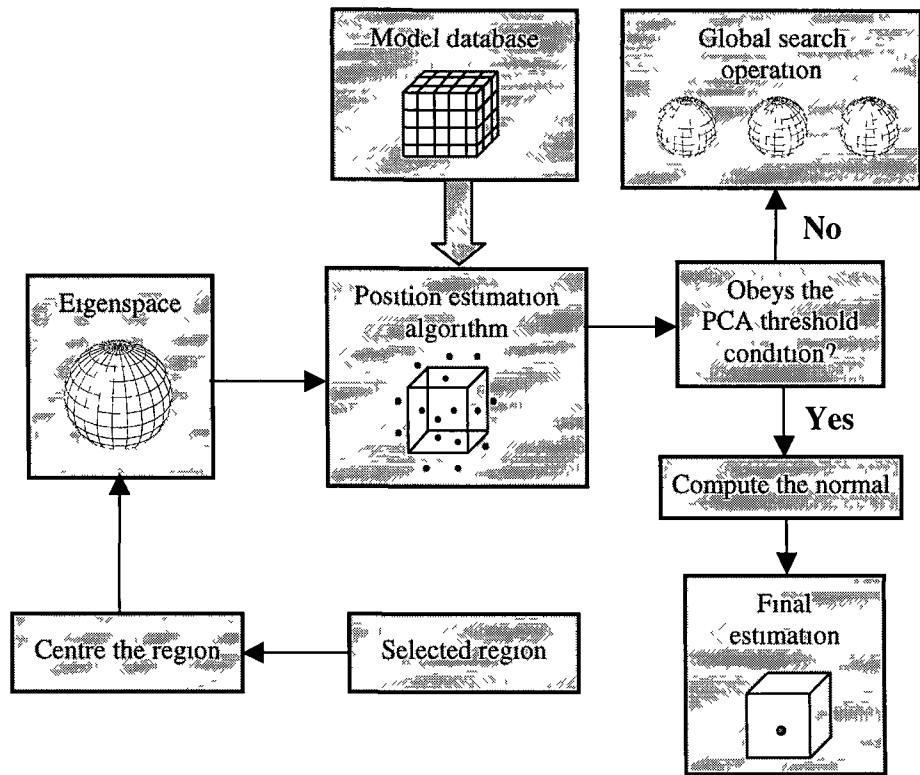 Model database
Global search
operation
No
Eigenspace
Position estimation
algorithm
Obeys the
PCA threshold
condition?
Yes
Compute the normal
Centre the region
Selected region
Final
estimation